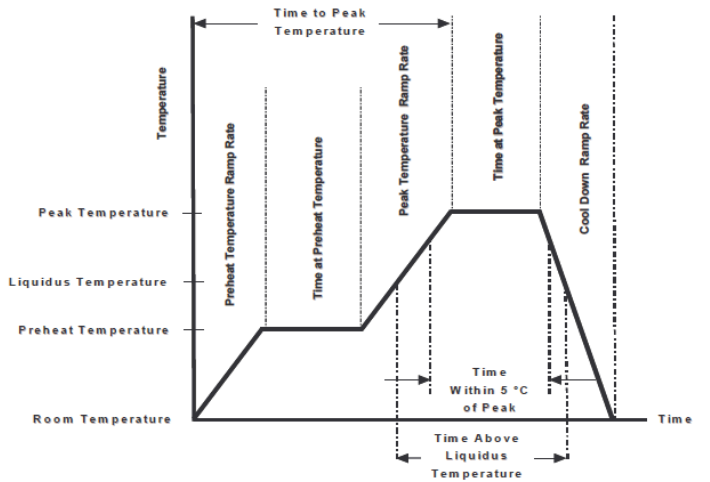 Time to Peak
Temperature
Temperature
Preheat Temperature Ramp Rate
Time at Preheat Temperature
Peak Temperature Ramp Rate
Time at Peak Temperature
Cool Down Ramp Rate
Peak Temperature
Liquidus Temperature
Preheat Temperature
Room Temperature
Time
Within 5 °C
of Peak
Time
Time Above
Liquidus
Temperature